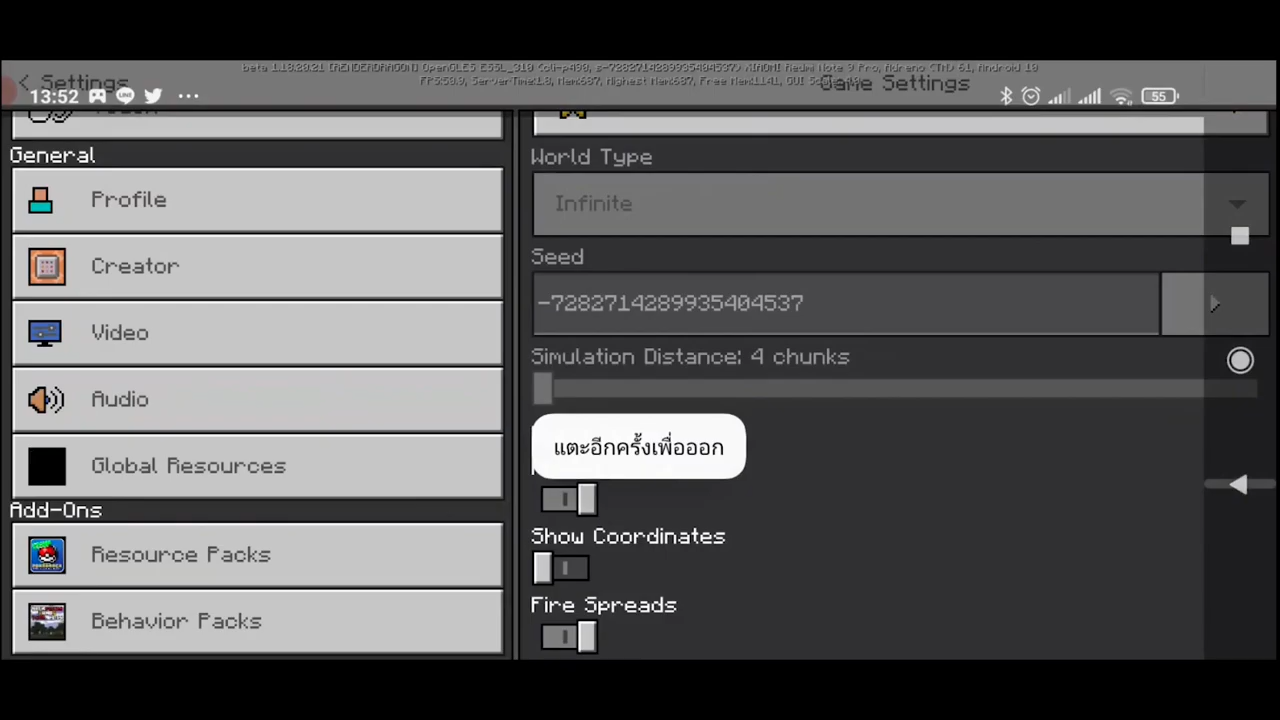 Settings
Game Settings
13:52
55
General
Profile
Creator
Video
Audio
Global Resources
Add-Ons
Resource Packs
Behavior Packs
World Type
Infinite
Seed
-7282714289935404537
Simulation Distance: 4 chunks
แตะอีกครั้งเพื่อออก
Show Coordinates
Fire Spreads